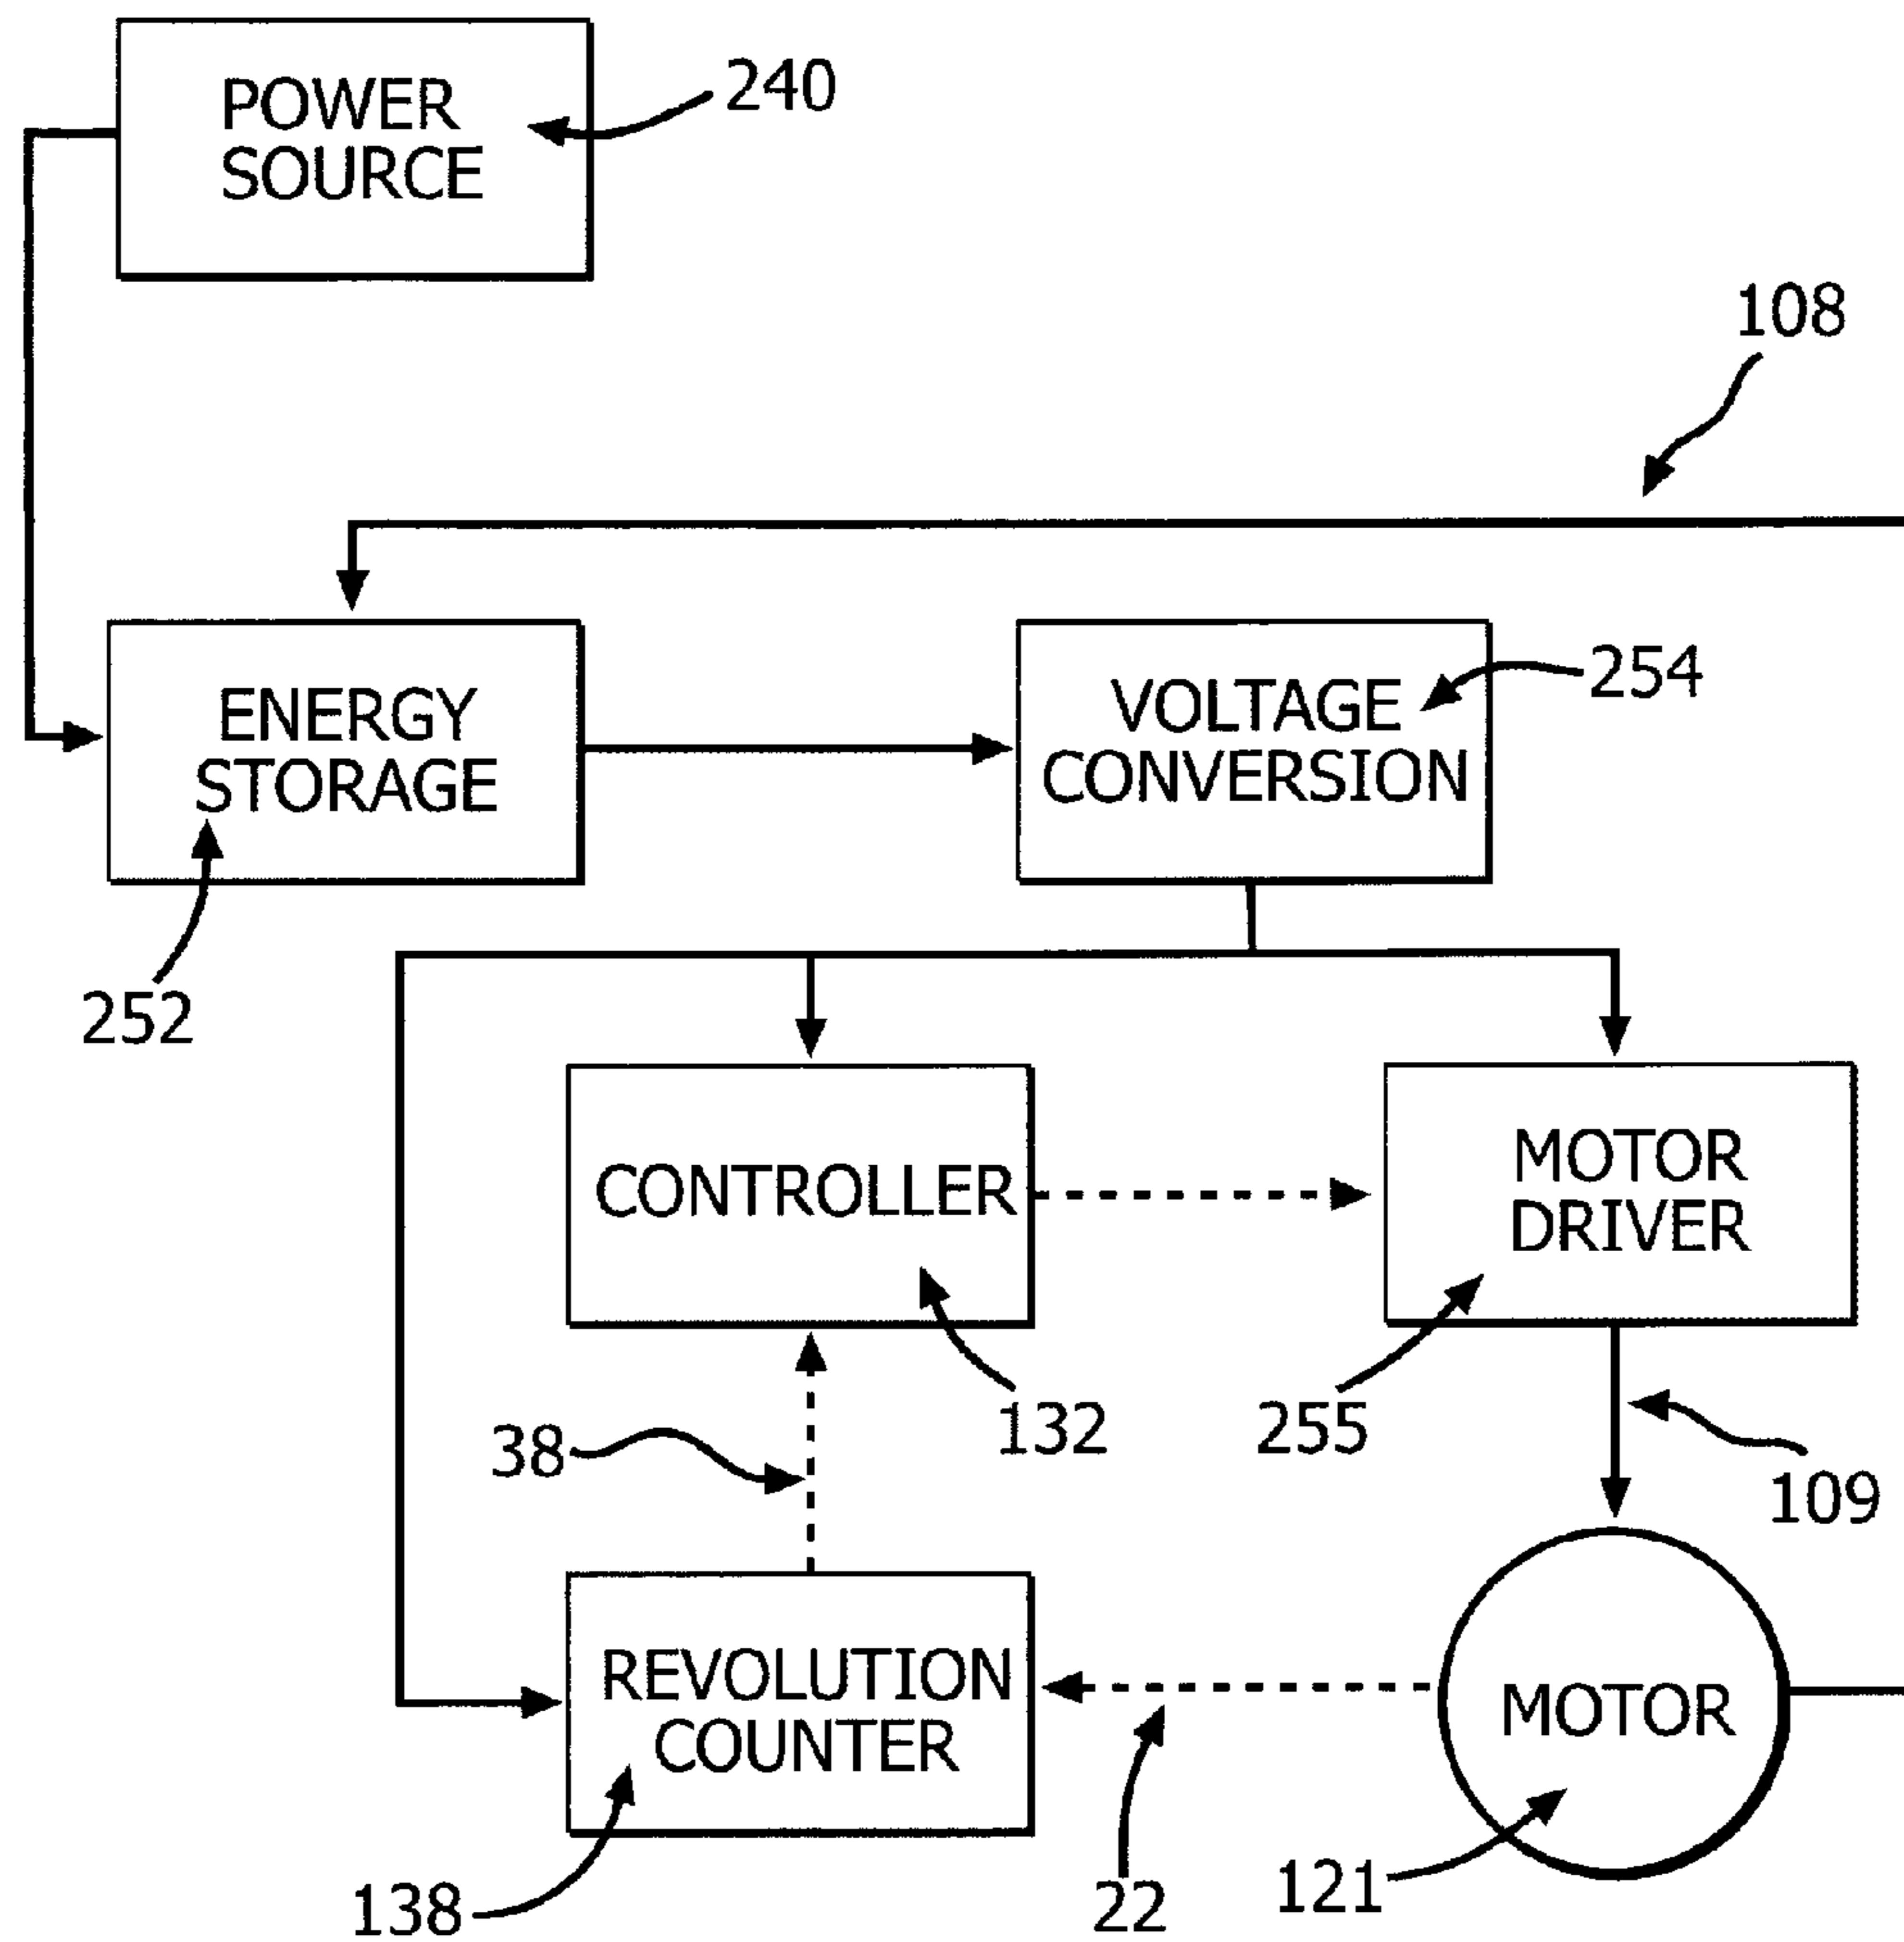 POWER
SOURCE
240
108
ENERGY
STORAGE
252
VOLTAGE
CONVERSION
254
CONTROLLER
132
MOTOR
DRIVER
255
38
109
REVOLUTION
COUNTER
138
22
MOTOR
121